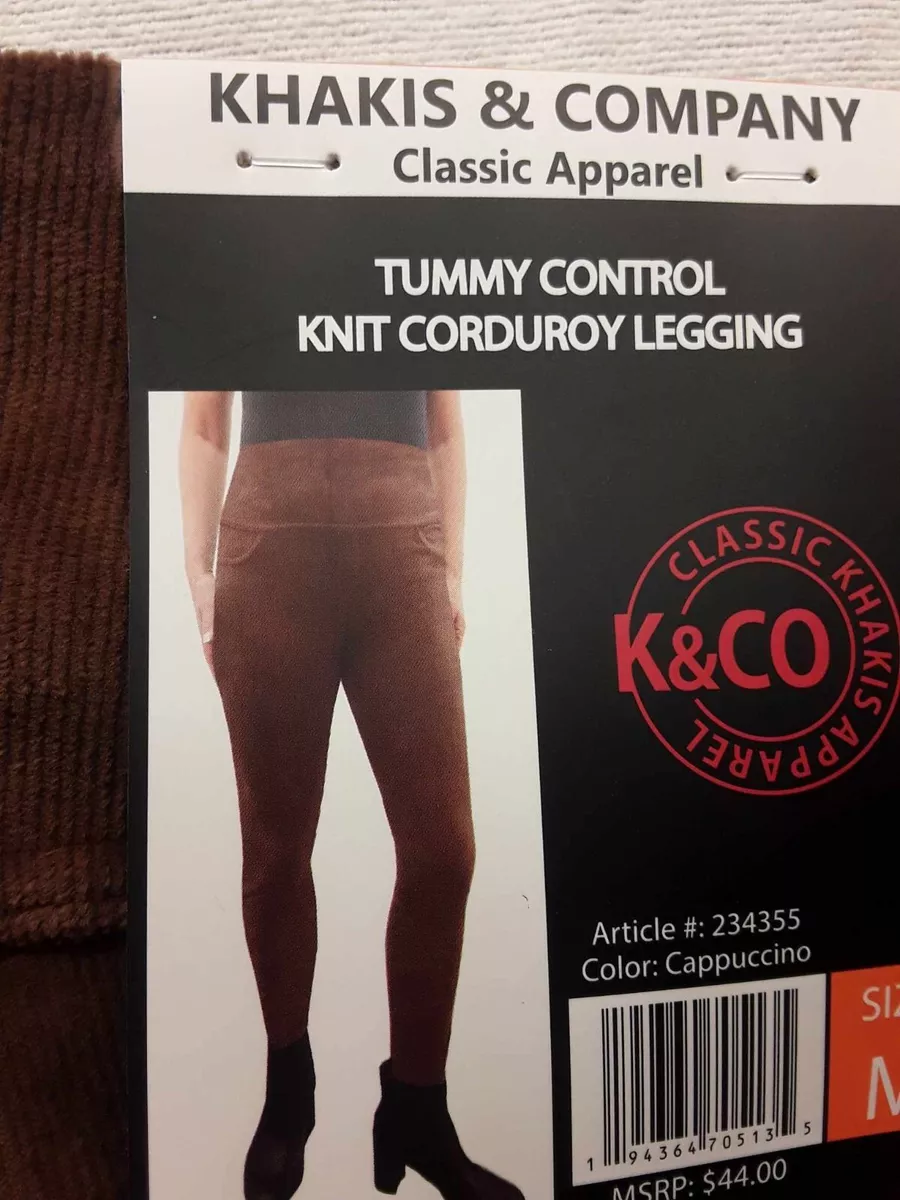 KHAKIS & COMPANY
Classic Apparel
TUMMY CONTROL
KNIT CORDUROY LEGGING
CLASSIC KHAKIS APPAREL
K&CO
Article #: 234355
Color: Cappuccino
1 94364 70513 5
MSRP: $44.00